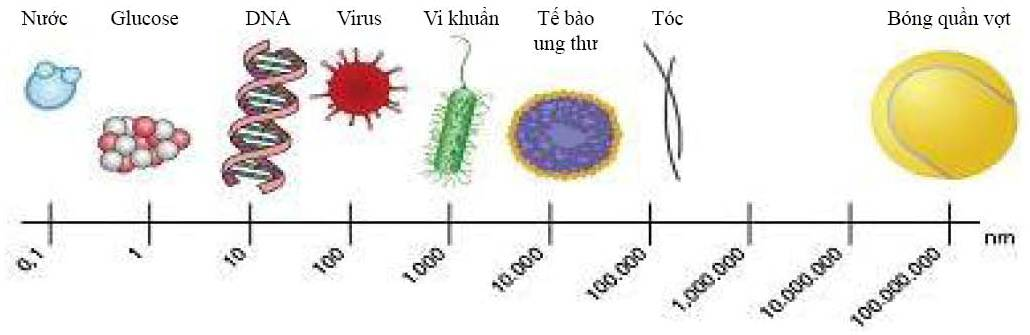 Nước Glucose DNA Virus Vi khuẩn Tế bào Tóc Bóng quần vợt
ung thư
nm
0,1 1 10 100 1.000 10.000 100.000 1.000.000 10.000.000 100.000.000